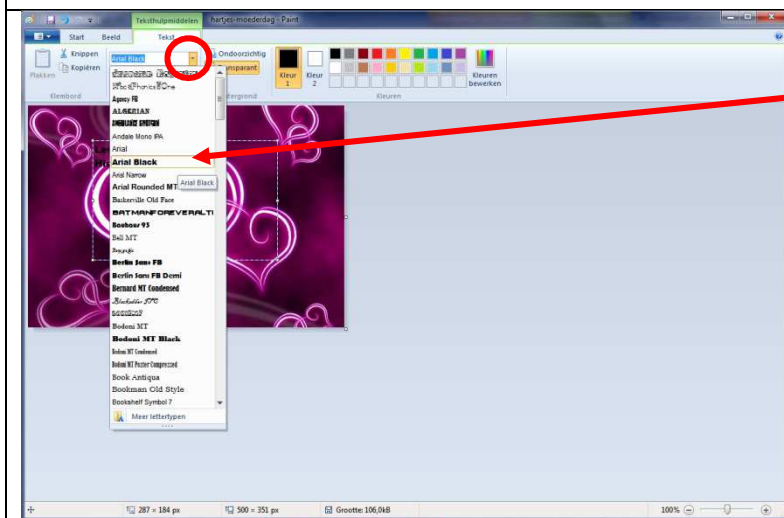 Teksthulpmiddelen hartjes-moederdag - Paint
Start Beeld Tekst
Plakken
Knippen
Kopiëren
Klembord
Arial Black
Ondoorzichtig
Transparant
Kleur 1
Kleur 2
Kleuren bewerken
Kleuren
Agency FB
ALGERIAN
Andale Mono IPA
Arial
Arial Black
Arial Narrow
Arial Rounded MT
Arial Black
Baskerville Old Face
BATMANFOREVERALT
Bauhaus 93
Bell MT
Berlin Sans FB
Berlin Sans FB Demi
Bernard MT Condensed
Blackadder ITC
Bodoni MT
Bodoni MT Black
Bodoni MT Condensed
Bodoni MT Poster Compressed
Book Antiqua
Bookman Old Style
Bookshelf Symbol 7
Meer lettertypen
287 × 184 px 500 × 351 px Grootte: 106,0kB 100%